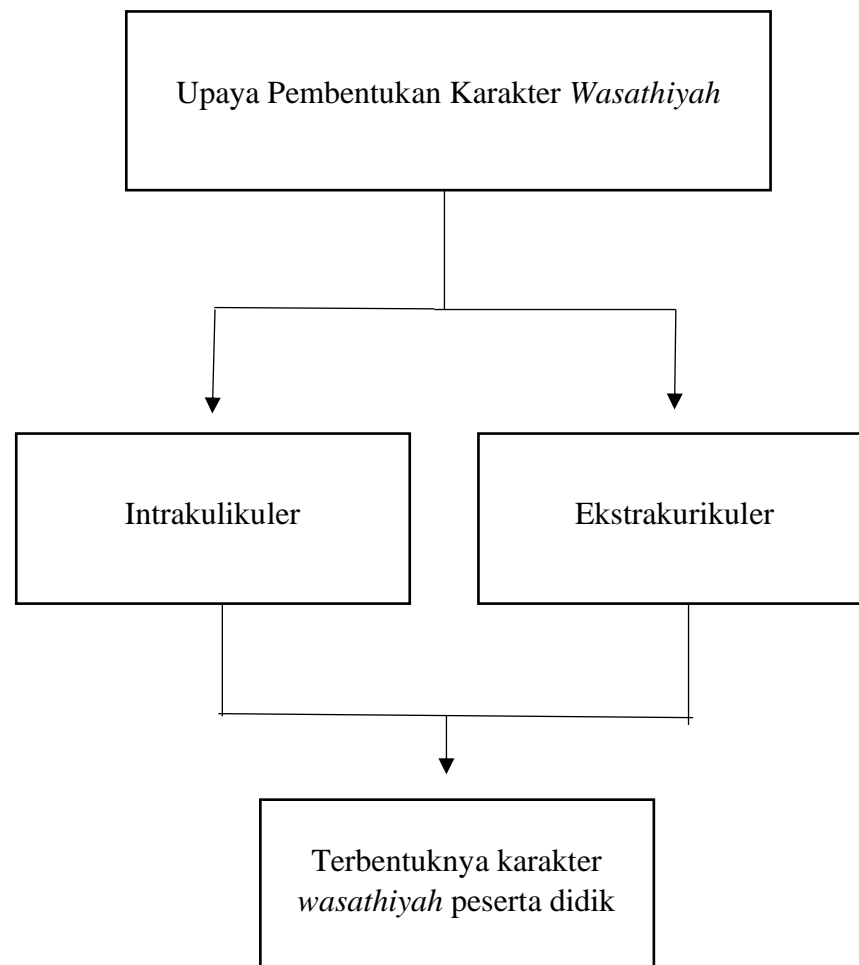 Upaya Pembentukan Karakter Wasathiyah
Intrakulikuler
Ekstrakurikuler
Terbentuknya karakter
wasathiyah peserta didik